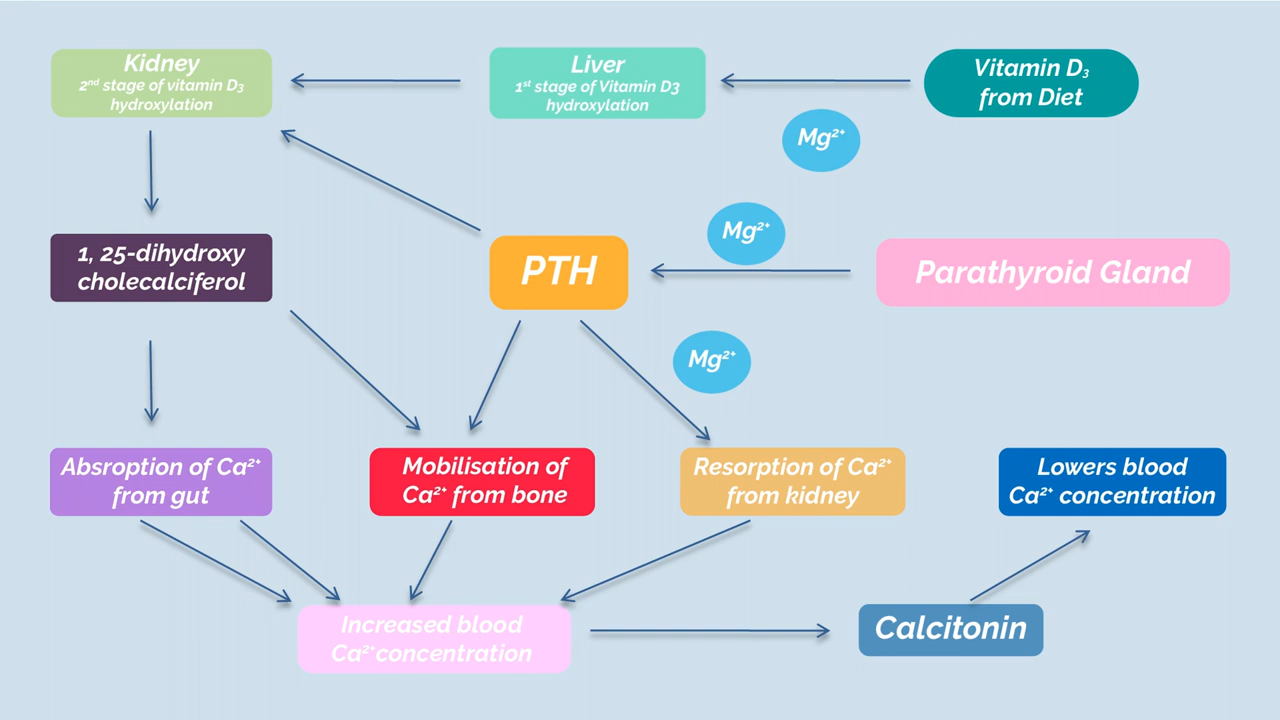 Kidney
2ⁿᵈ stage of vitamin D₃
hydroxylation
Liver
1ˢᵗ stage of Vitamin D3
hydroxylation
Vitamin D₃
from Diet
Mg²⁺
Mg²⁺
1, 25-dihydroxy
cholecalciferol
PTH
Parathyroid Gland
Mg²⁺
Absroption of Ca²⁺
from gut
Mobilisation of
Ca²⁺ from bone
Resorption of Ca²⁺
from kidney
Lowers blood
Ca²⁺ concentration
Increased blood
Ca²⁺concentration
Calcitonin